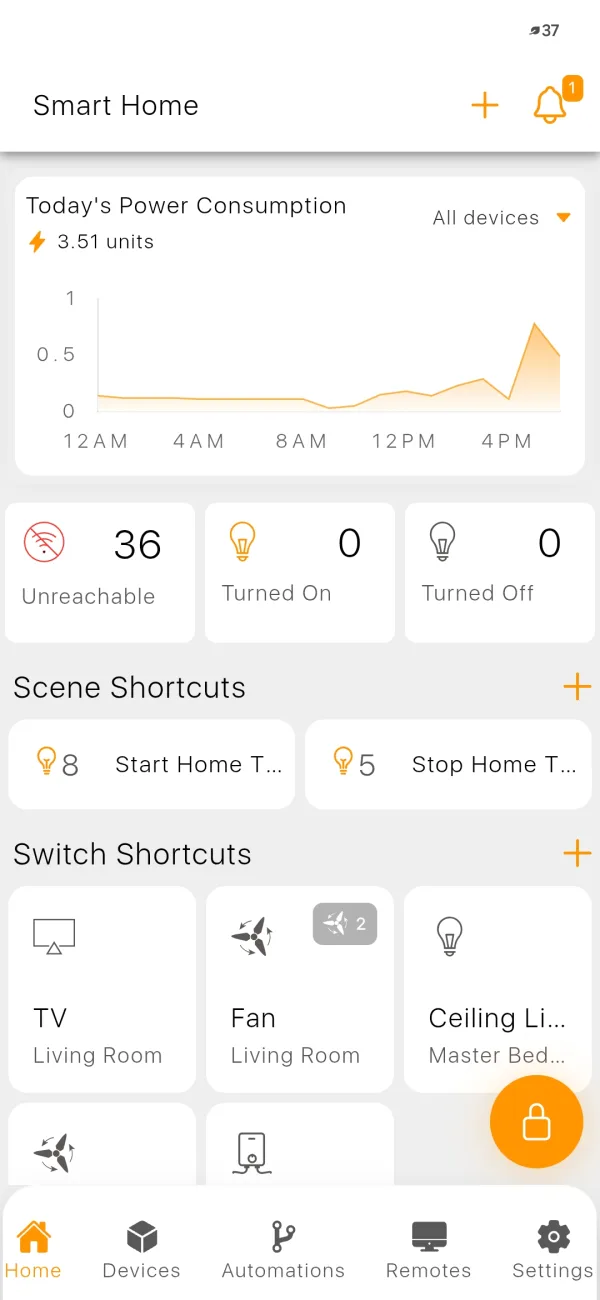 37
Smart Home
1
Today's Power Consumption
All devices
3.51 units
1
0.5
0
12AM 4AM 8AM 12PM 4PM
36 0 0
Unreachable Turned On Turned Off
Scene Shortcuts
8 Start Home T... 5 Stop Home T...
Switch Shortcuts
2
TV Fan Ceiling Li...
Living Room Living Room Master Bed...
Home Devices Automations Remotes Settings